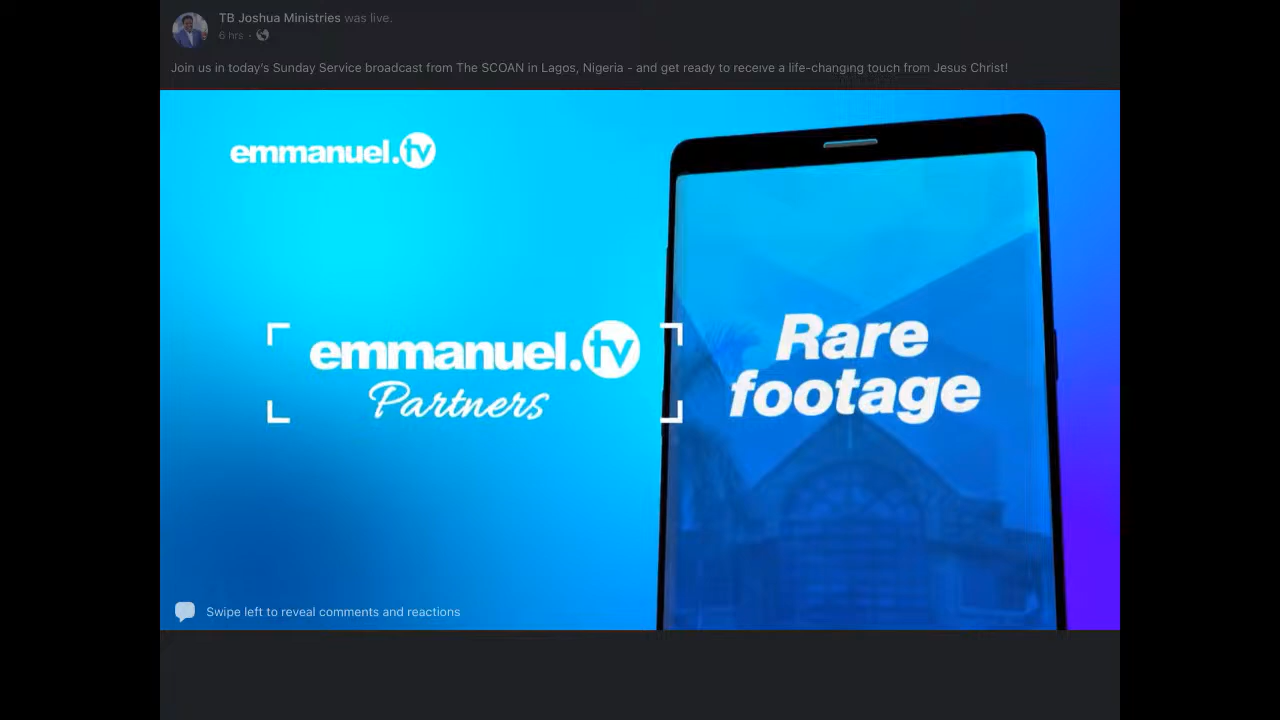 TB Joshua Ministries was live.
6 hrs ·
Join us in today's Sunday Service broadcast from The SCOAN in Lagos, Nigeria - and get ready to receive a life-changing touch from Jesus Christ!
emmanuel.tv
emmanuel.tv
Partners
Rare
footage
Swipe left to reveal comments and reactions